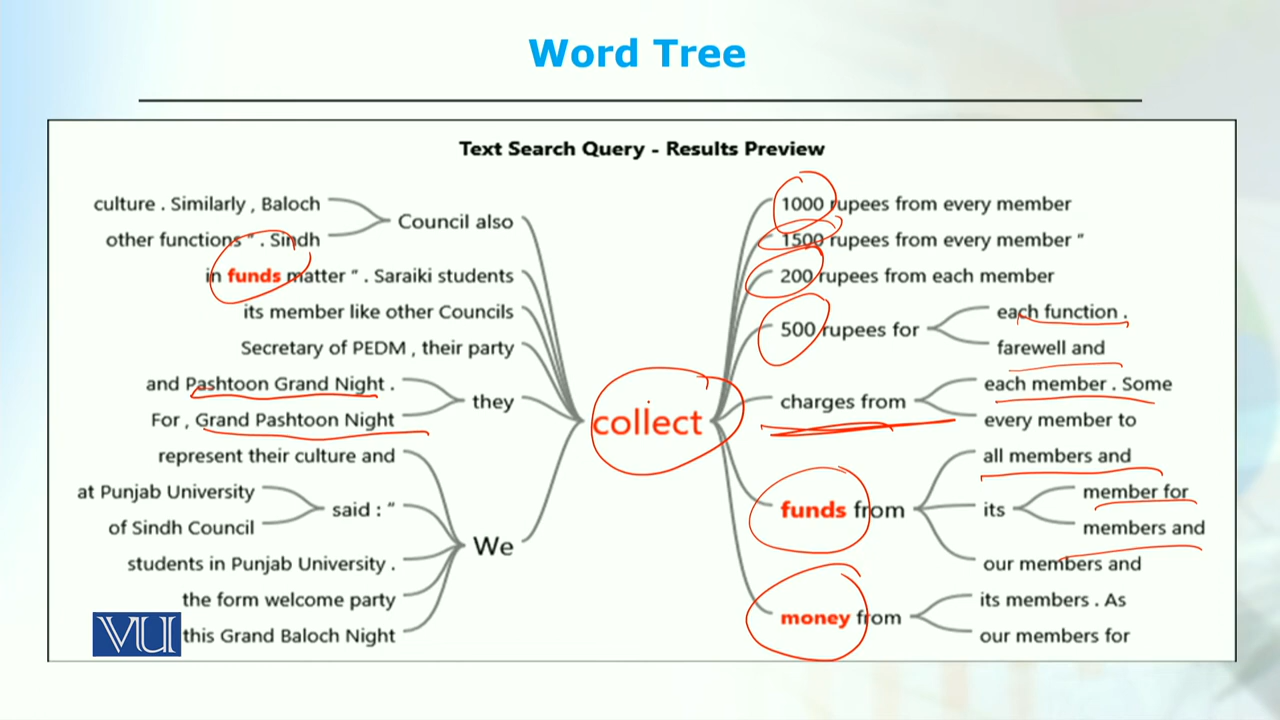 Word Tree
Text Search Query - Results Preview
culture . Similarly , Baloch
other functions " . Sindh
Council also
in funds matter " . Saraiki students
its member like other Councils
Secretary of PEDM , their party
and Pashtoon Grand Night .
For , Grand Pashtoon Night
they
represent their culture and
at Punjab University
of Sindh Council
said : "
students in Punjab University .
the form welcome party
this Grand Baloch Night
We
collect
1000 rupees from every member
1500 rupees from every member "
200 rupees from each member
500 rupees for
each function .
farewell and
charges from
each member . Some
every member to
funds from
all members and
its
member for
members and
our members and
money from
its members . As
our members for
VU